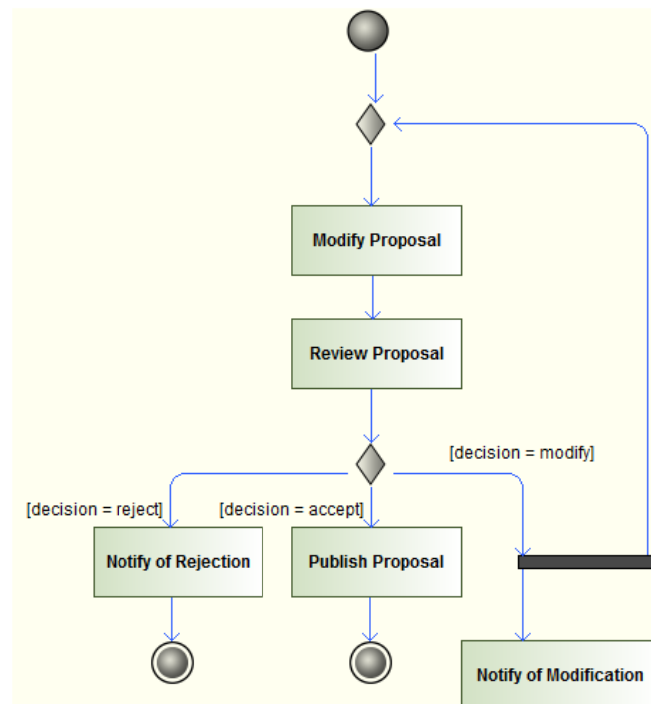 Modify Proposal
Review Proposal
[decision = modify]
[decision = reject]
[decision = accept]
Notify of Rejection
Publish Proposal
Notify of Modification